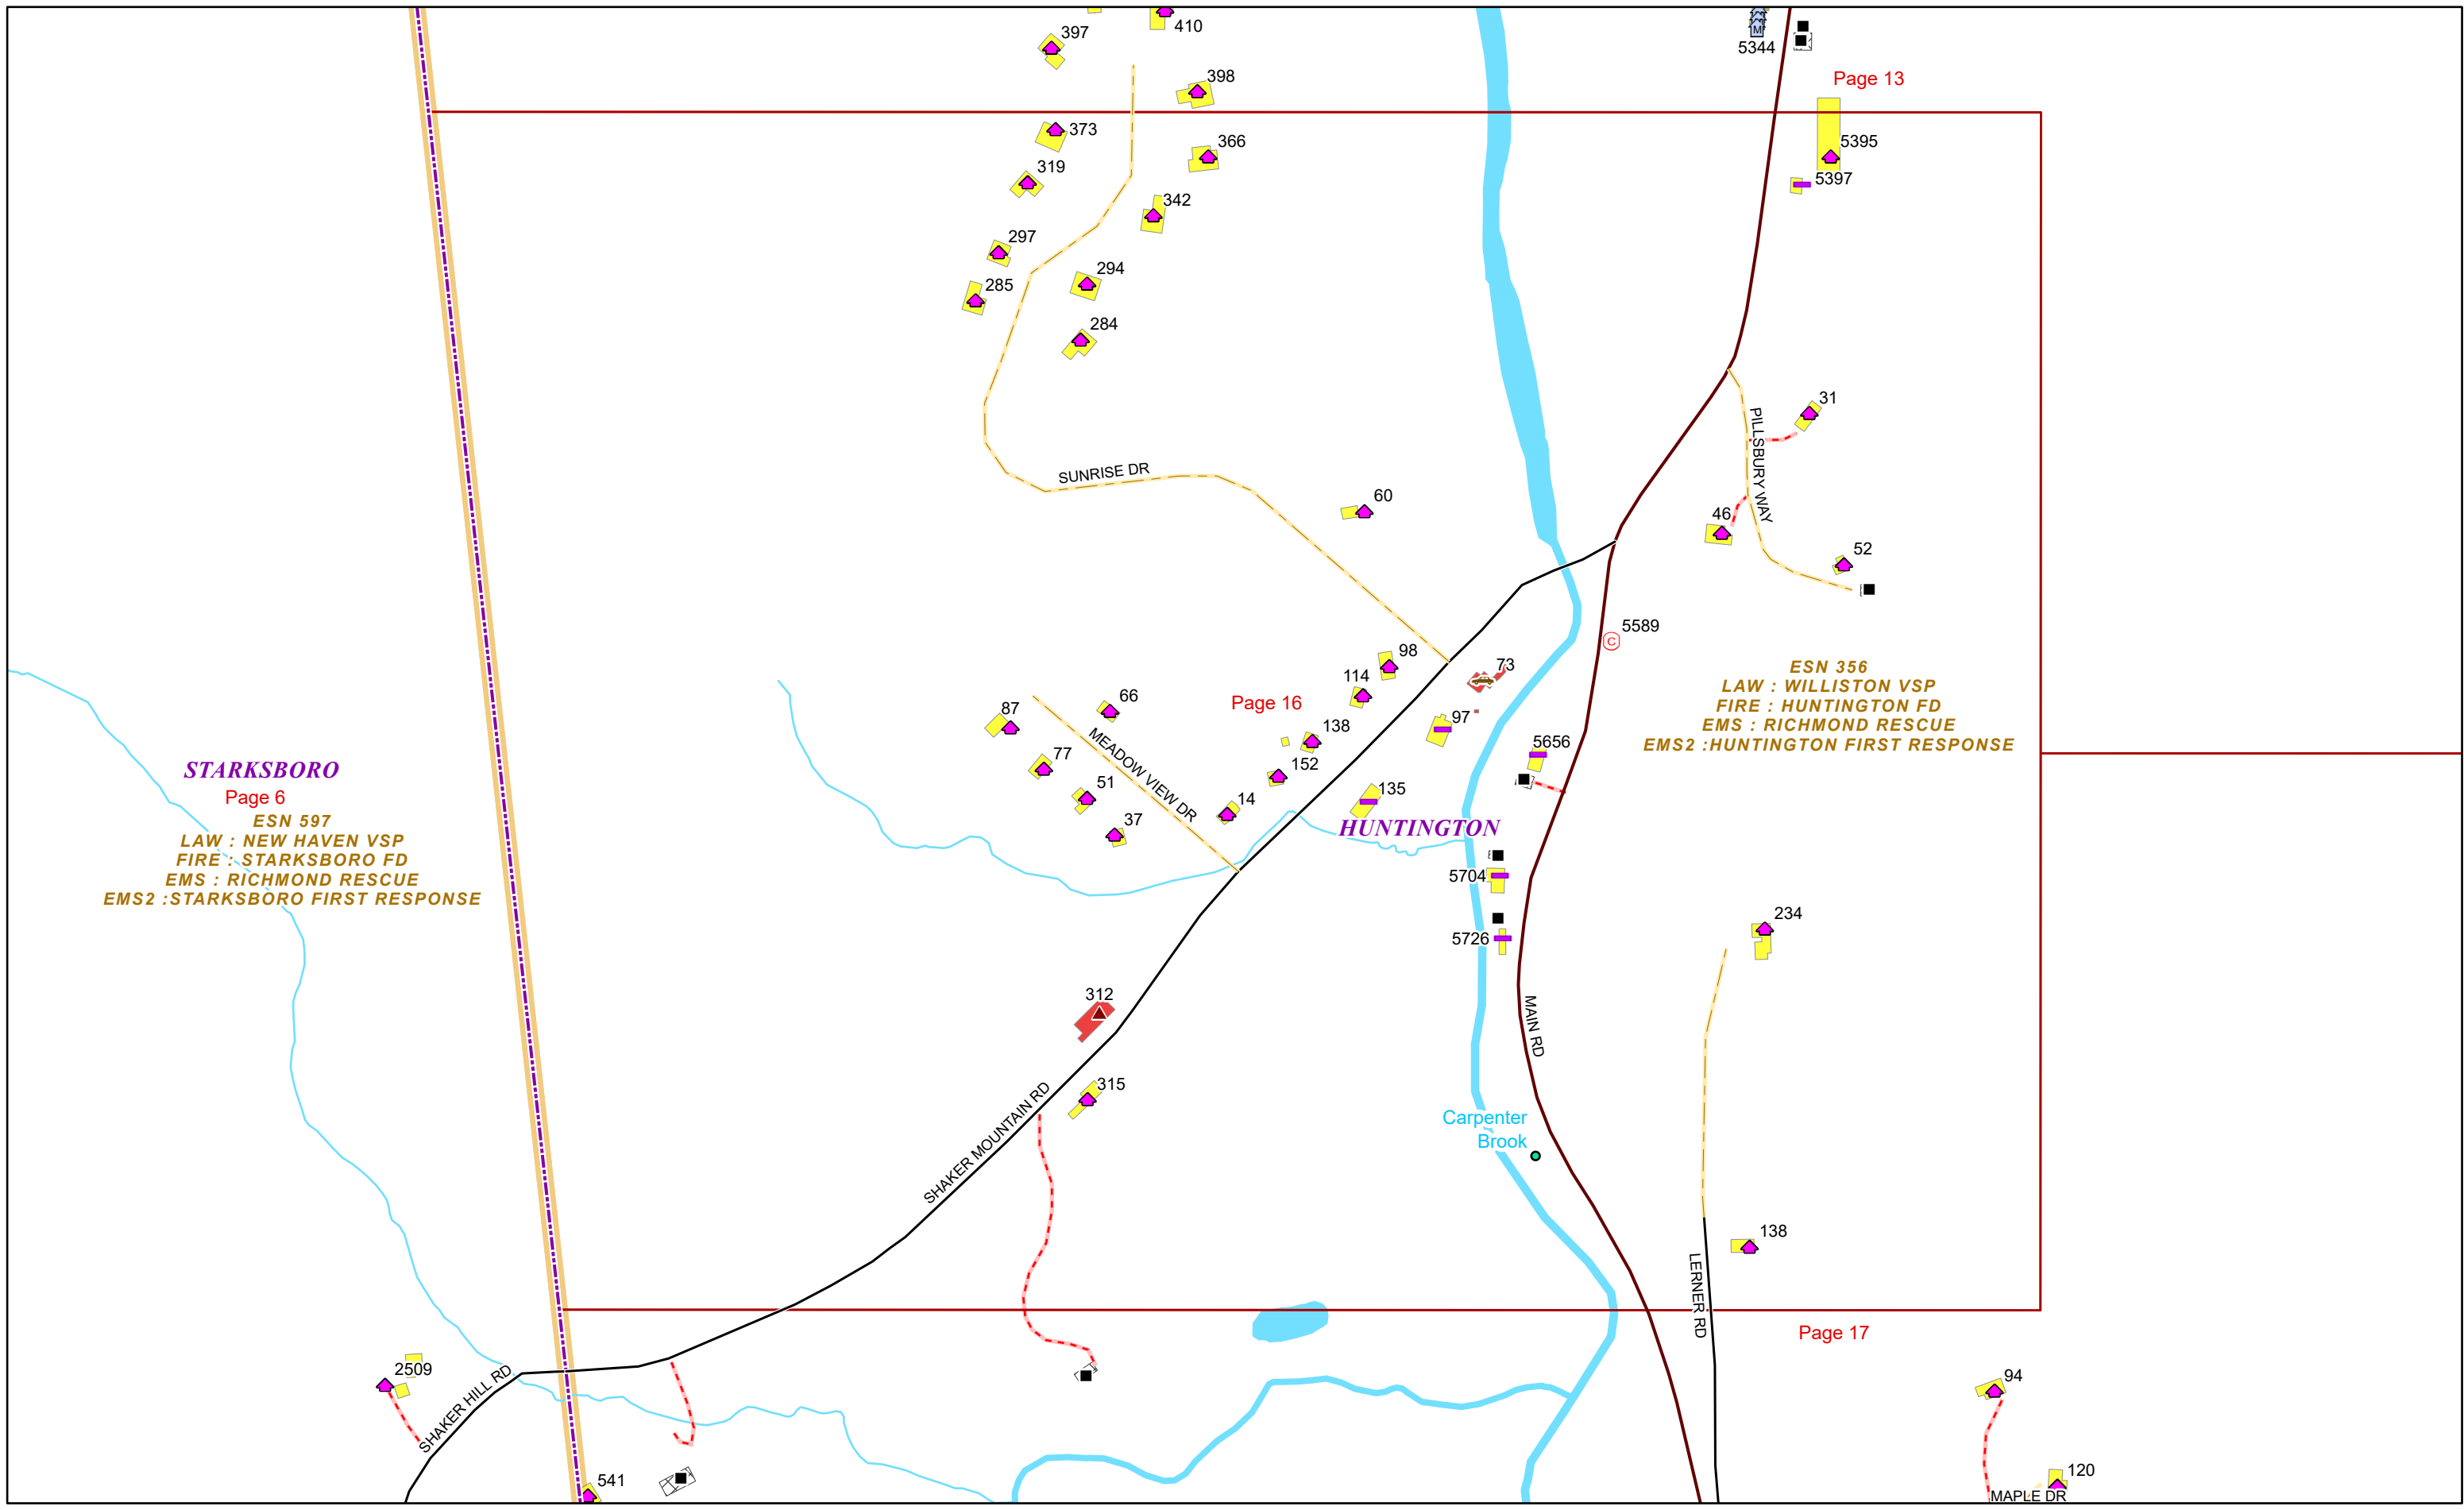 397
410
5344
Page 13
398
373
366
5395
319
5397
342
297
294
285
284
31
PILLSBURY WAY
SUNRISE DR
60
46
52
5589
C
98
73
ESN 356
LAW : WILLISTON VSP
FIRE : HUNTINGTON FD
EMS : RICHMOND RESCUE
EMS2 :HUNTINGTON FIRST RESPONSE
114
Page 16
66
87
97
138
5656
MEADOW VIEW DR
77
152
STARKSBORO
Page 6
ESN 597
LAW : NEW HAVEN VSP
FIRE : STARKSBORO FD
EMS : RICHMOND RESCUE
EMS2 :STARKSBORO FIRST RESPONSE
51
135
14
37
HUNTINGTON
5704
234
5726
312
MAIN RD
315
SHAKER MOUNTAIN RD
Carpenter
Brook
138
LERNER RD
Page 17
2509
SHAKER HILL RD
94
541
120
MAPLE DR
M